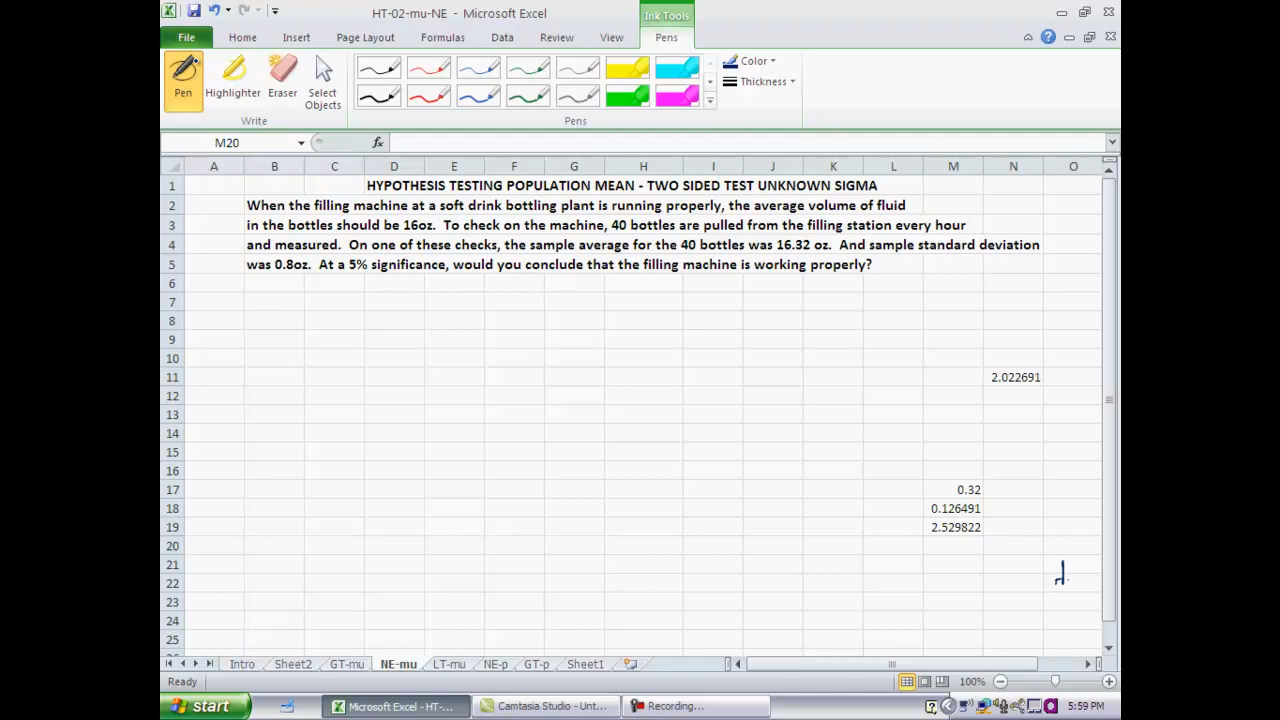 HT-02-mu-NE - Microsoft Excel
Ink Tools
File Home Insert Page Layout Formulas Data Review View Pens
Pen Highlighter Eraser Select Objects
Color
Thickness
Write Pens
M20 fx
A B C D E F G H I J K L M N O
1 HYPOTHESIS TESTING POPULATION MEAN - TWO SIDED TEST UNKNOWN SIGMA
2 When the filling machine at a soft drink bottling plant is running properly, the average volume of fluid
3 in the bottles should be 16oz. To check on the machine, 40 bottles are pulled from the filling station every hour
4 and measured. On one of these checks, the sample average for the 40 bottles was 16.32 oz. And sample standard deviation
5 was 0.8oz. At a 5% significance, would you conclude that the filling machine is working properly?
6
7
8
9
10
11 2.022691
12
13
14
15
16
17 0.32
18 0.126491
19 2.529822
20
21
22
23
24
25
Intro Sheet2 GT-mu NE-mu LT-mu NE-p GT-p Sheet1
Ready 100%
start Microsoft Excel - HT-... Camtasia Studio - Unt... Recording... 5:59 PM